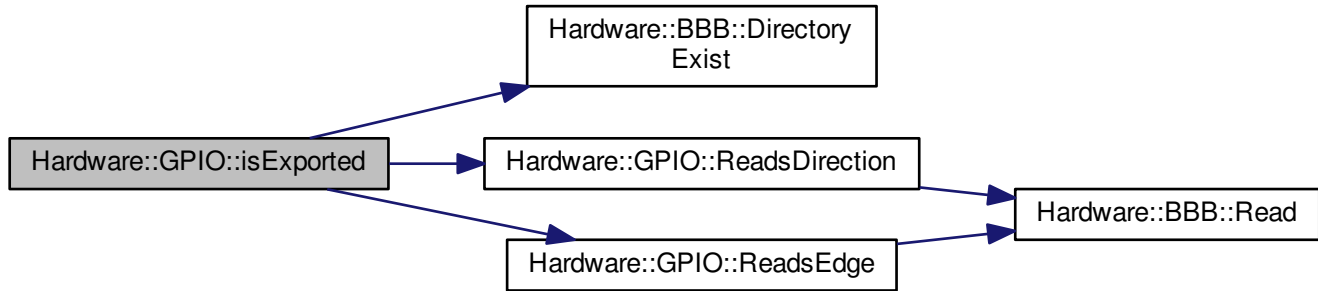 Hardware::BBB::Directory
Exist
Hardware::GPIO::isExported
Hardware::GPIO::ReadsDirection
Hardware::BBB::Read
Hardware::GPIO::ReadsEdge